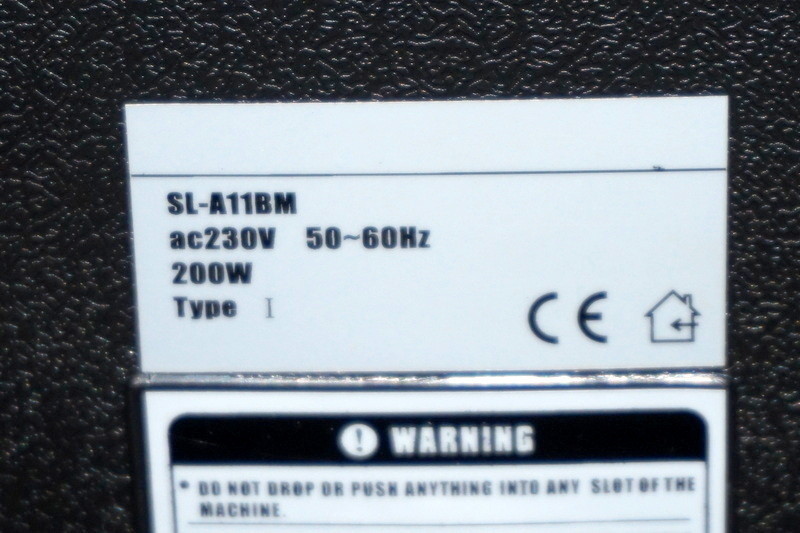 SL-A11BM
ac230V 50~60Hz
200W
Type I
CE
! WARNING
* DO NOT DROP OR PUSH ANYTHING INTO ANY SLOT OF THE
MACHINE.